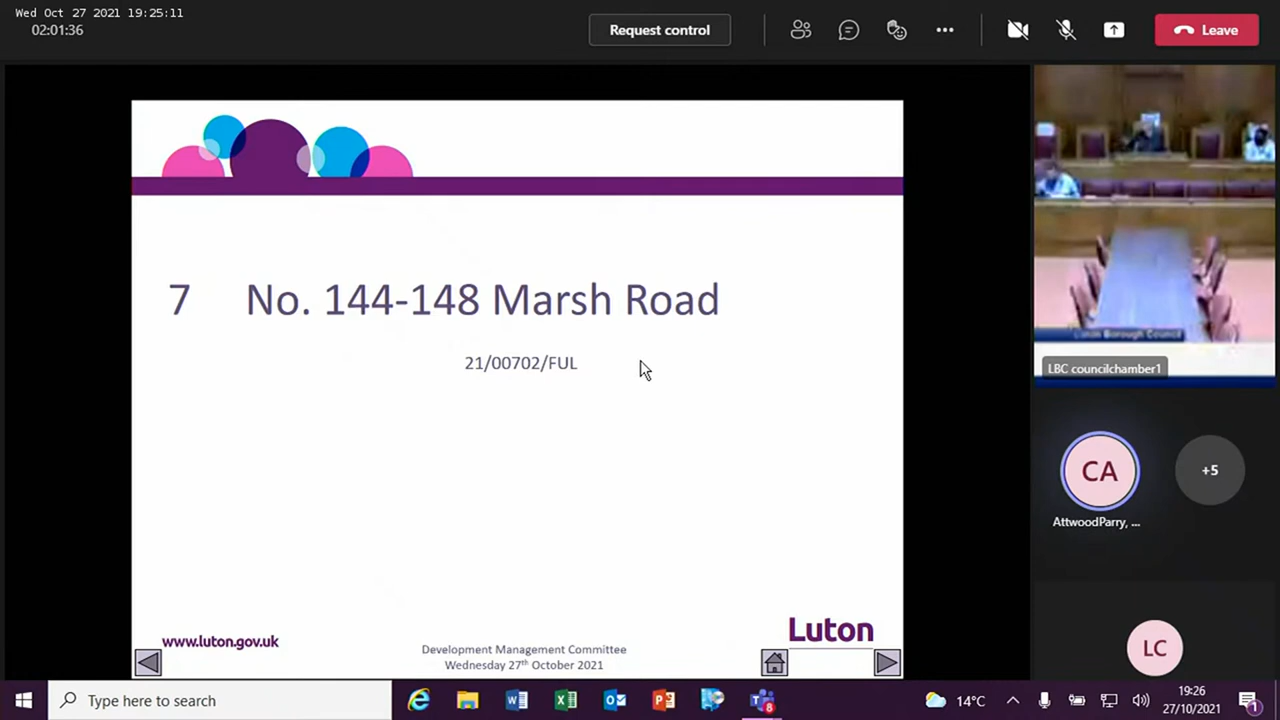 Wed Oct 27 2021 19:25:11
02:01:36
Request control
Leave
7 No. 144-148 Marsh Road
21/00702/FUL
LBC councilchamber1
CA
+5
AttwoodParry, ...
LC
www.luton.gov.uk
Development Management Committee
Wednesday 27th October 2021
Luton
Type here to search
14°C
19:26
27/10/2021
8
1